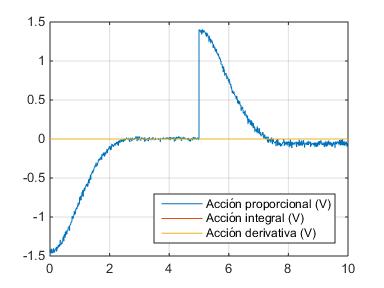 1.5
1
0.5
0
-0.5
-1
-1.5
0 2 4 6 8 10
Acción proporcional (V)
Acción integral (V)
Acción derivativa (V)